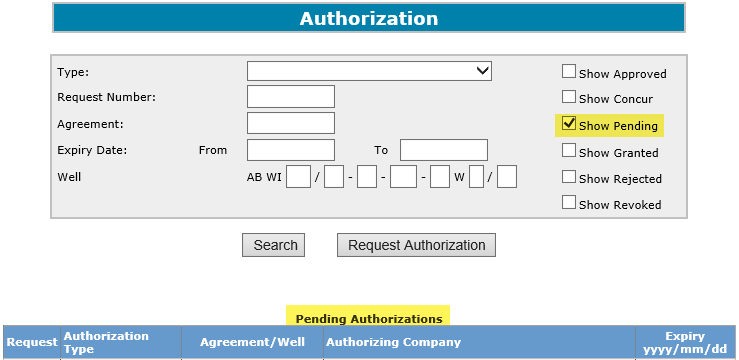 Authorization
Type: Show Approved
Request Number: Show Concur
Agreement: Show Pending
Expiry Date: From To Show Granted
Well AB WI / - - - W / Show Rejected
Show Revoked
Search Request Authorization
Pending Authorizations
Request Authorization Type Agreement/Well Authorizing Company Expiry yyyy/mm/dd